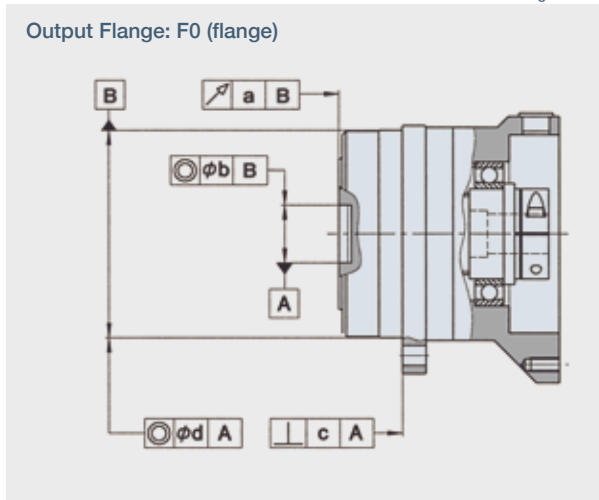 Output Flange: F0 (flange)
B
↗ a B
◎ φb B
A
◎ φd A
⊥ c A